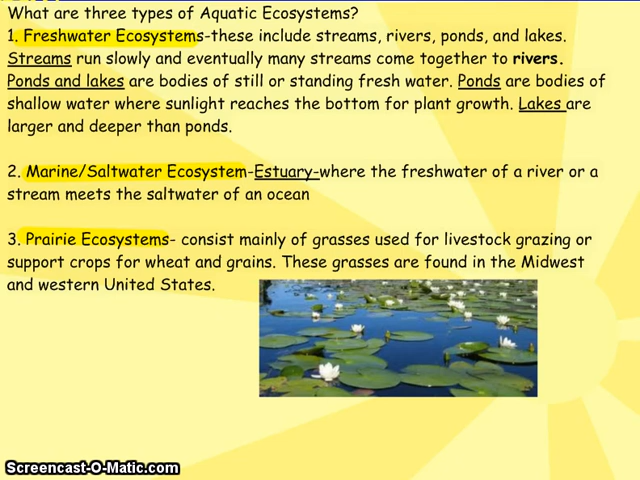 What are three types of Aquatic Ecosystems?
1. Freshwater Ecosystems-these include streams, rivers, ponds, and lakes.
Streams run slowly and eventually many streams come together to rivers.
Ponds and lakes are bodies of still or standing fresh water. Ponds are bodies of
shallow water where sunlight reaches the bottom for plant growth. Lakes are
larger and deeper than ponds.
2. Marine/Saltwater Ecosystem-Estuary-where the freshwater of a river or a
stream meets the saltwater of an ocean
3. Prairie Ecosystems- consist mainly of grasses used for livestock grazing or
support crops for wheat and grains. These grasses are found in the Midwest
and western United States.
Screencast-O-Matic.com